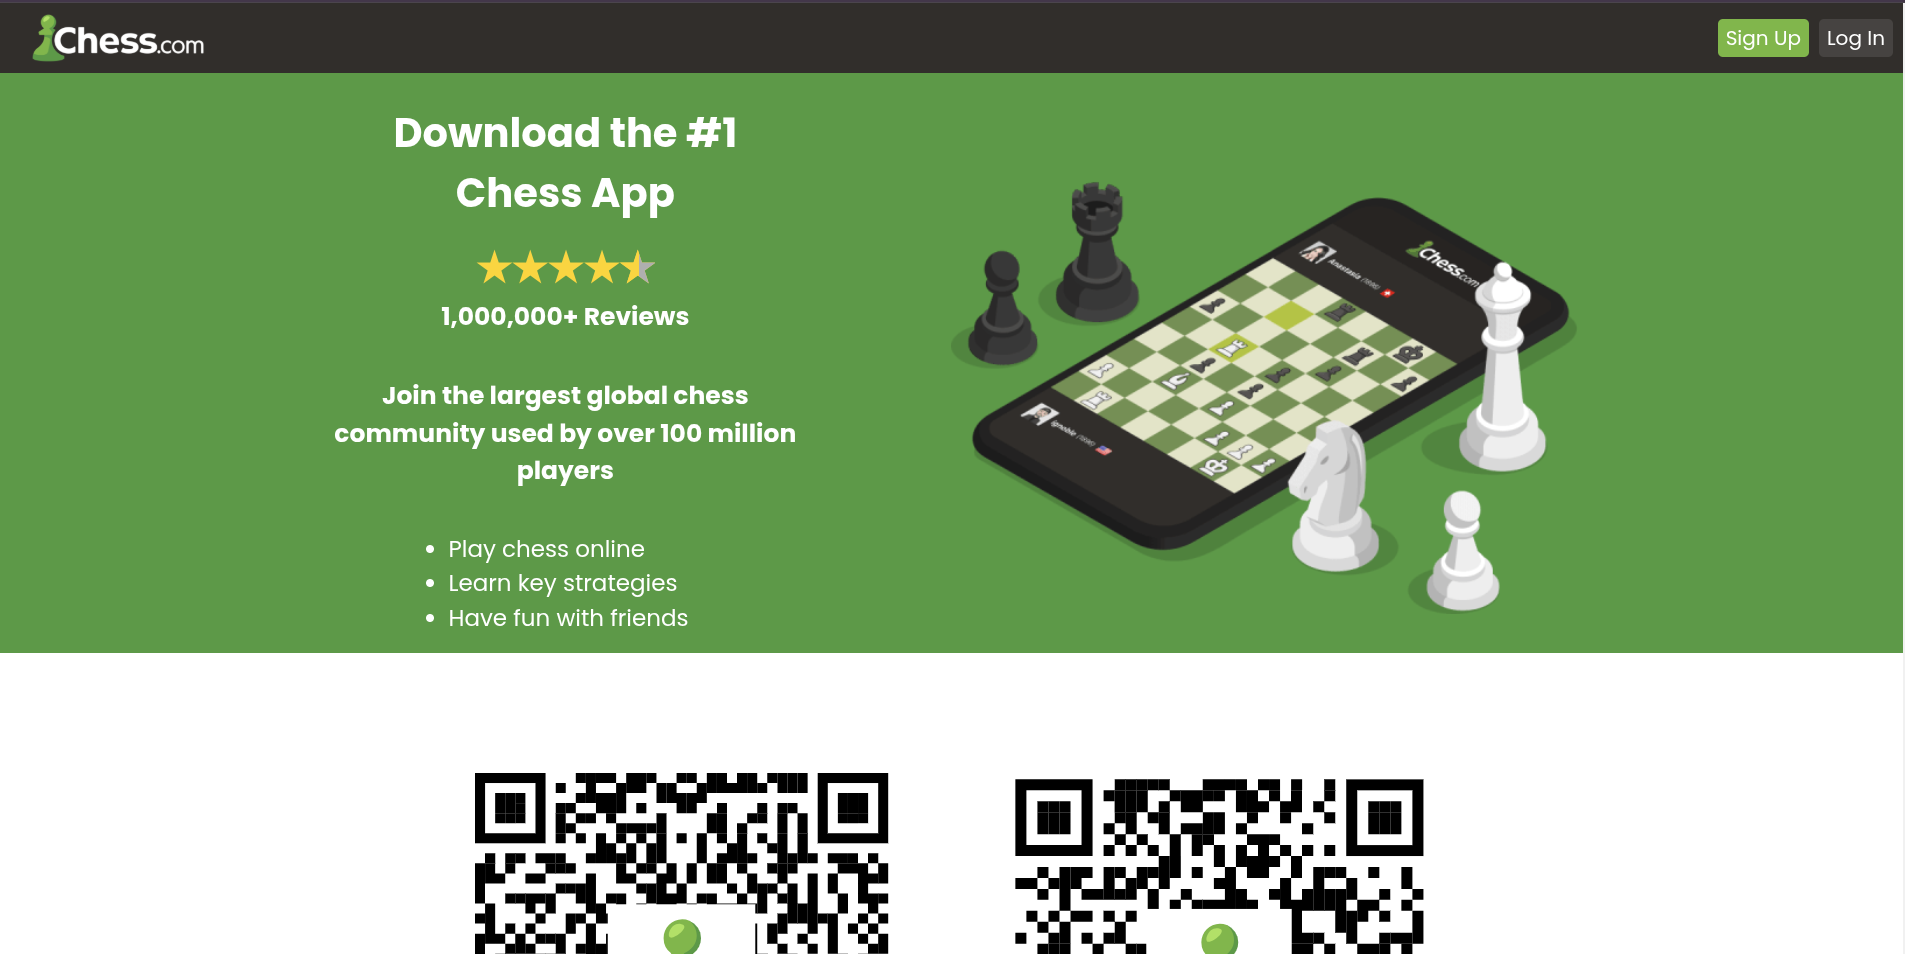 Chess.com
Sign Up
Log In
Download the #1
Chess App
1,000,000+ Reviews
Join the largest global chess
community used by over 100 million
players
Play chess online
Learn key strategies
Have fun with friends
Chess.com
Anastasia
Ignoble